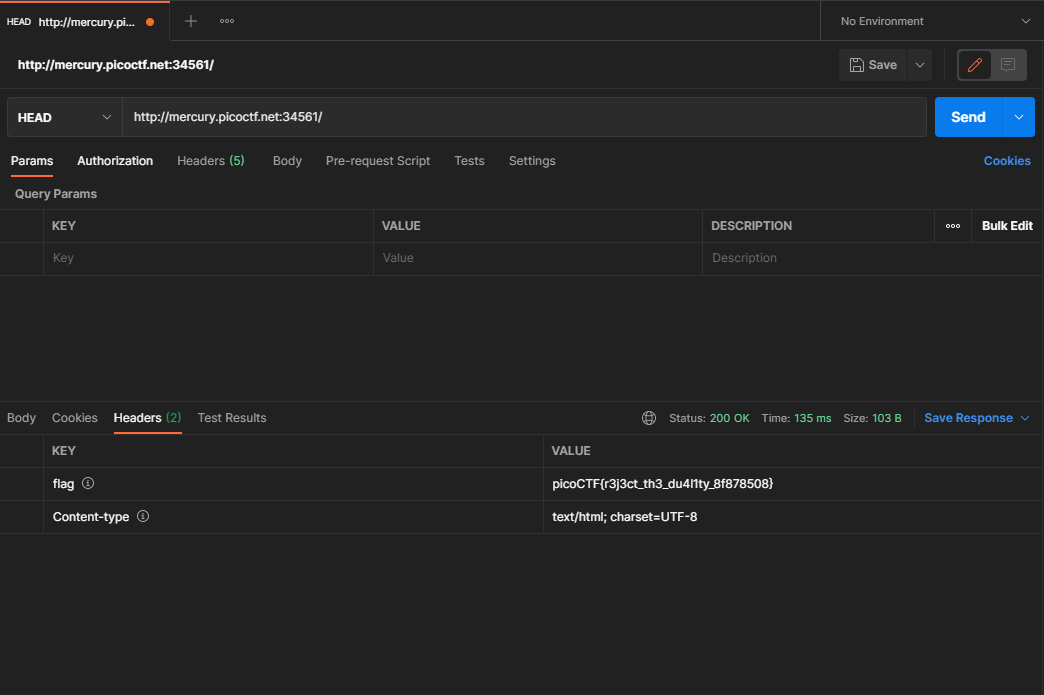 HEAD http://mercury.pi... No Environment
http://mercury.picoctf.net:34561/ Save
HEAD http://mercury.picoctf.net:34561/ Send
Params Authorization Headers (5) Body Pre-request Script Tests Settings Cookies
Query Params
KEY VALUE DESCRIPTION Bulk Edit
Key Value Description
Body Cookies Headers (2) Test Results Status: 200 OK Time: 135 ms Size: 103 B Save Response
KEY VALUE
flag picoCTF{r3j3ct_th3_du4l1ty_8f878508}
Content-type text/html; charset=UTF-8